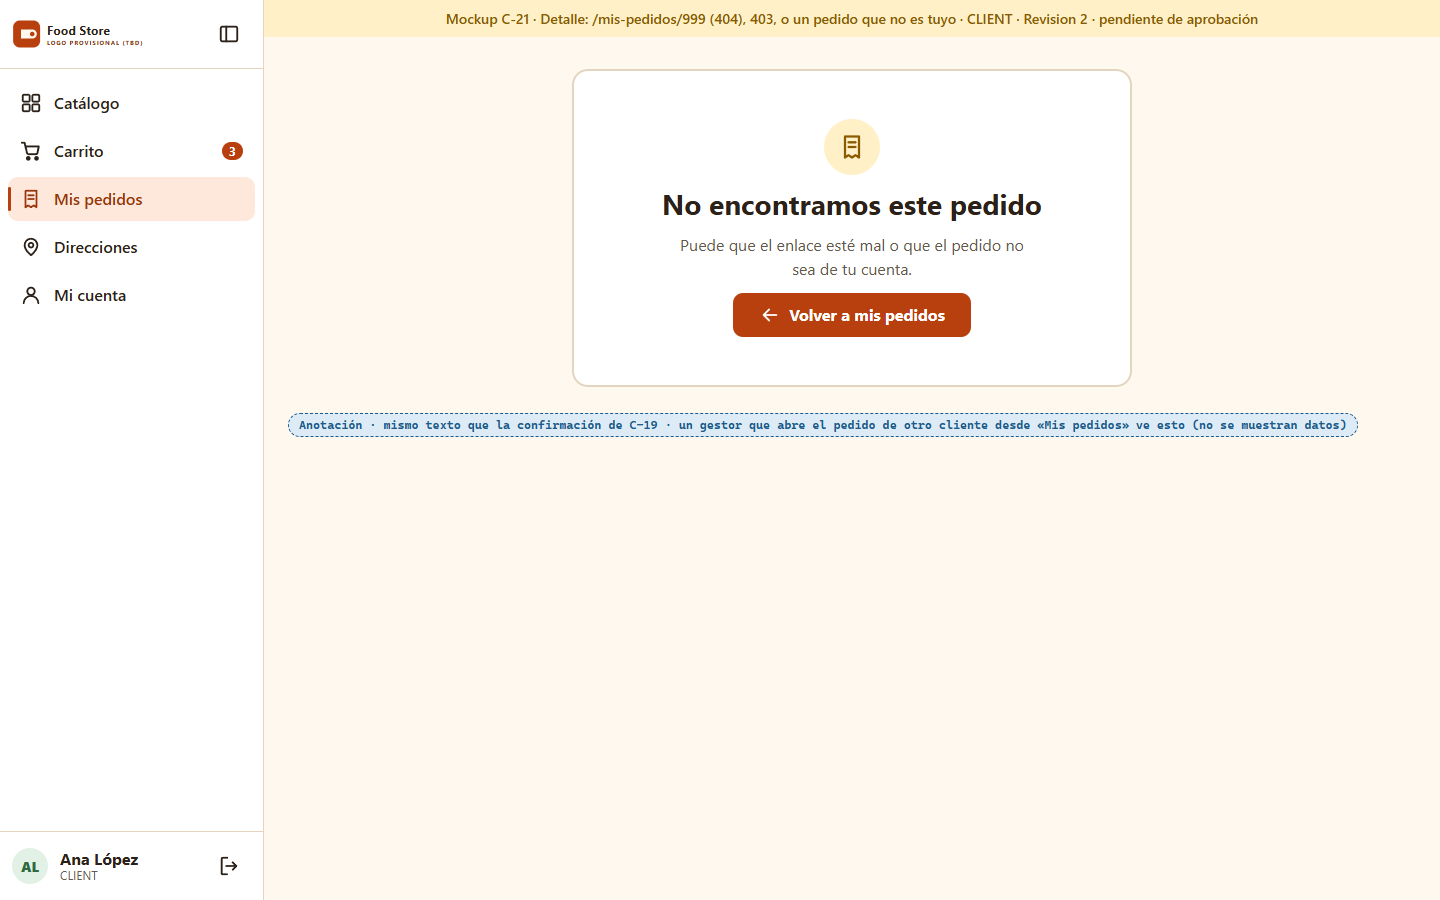 Food Store
LOGO PROVISIONAL (TBD)
Catálogo
Carrito
3
Mis pedidos
Direcciones
Mi cuenta
Ana López
AL
CLIENT
Mockup C-21 · Detalle: /mis-pedidos/999 (404), 403, o un pedido que no es tuyo · CLIENT · Revision 2 · pendiente de aprobación
No encontramos este pedido
Puede que el enlace esté mal o que el pedido no
sea de tu cuenta.
Volver a mis pedidos
Anotación · mismo texto que la confirmación de C-19 · un gestor que abre el pedido de otro cliente desde «Mis pedidos» ve esto (no se muestran datos)